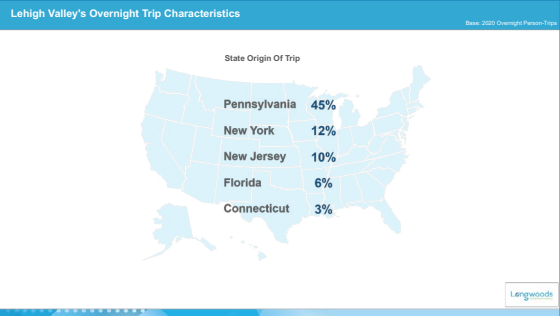 Lehigh Valley's Overnight Trip Characteristics
Base: 2020 Overnight Person-Trips
State Origin Of Trip
Pennsylvania 45%
New York 12%
New Jersey 10%
Florida 6%
Connecticut 3%
Longwoods